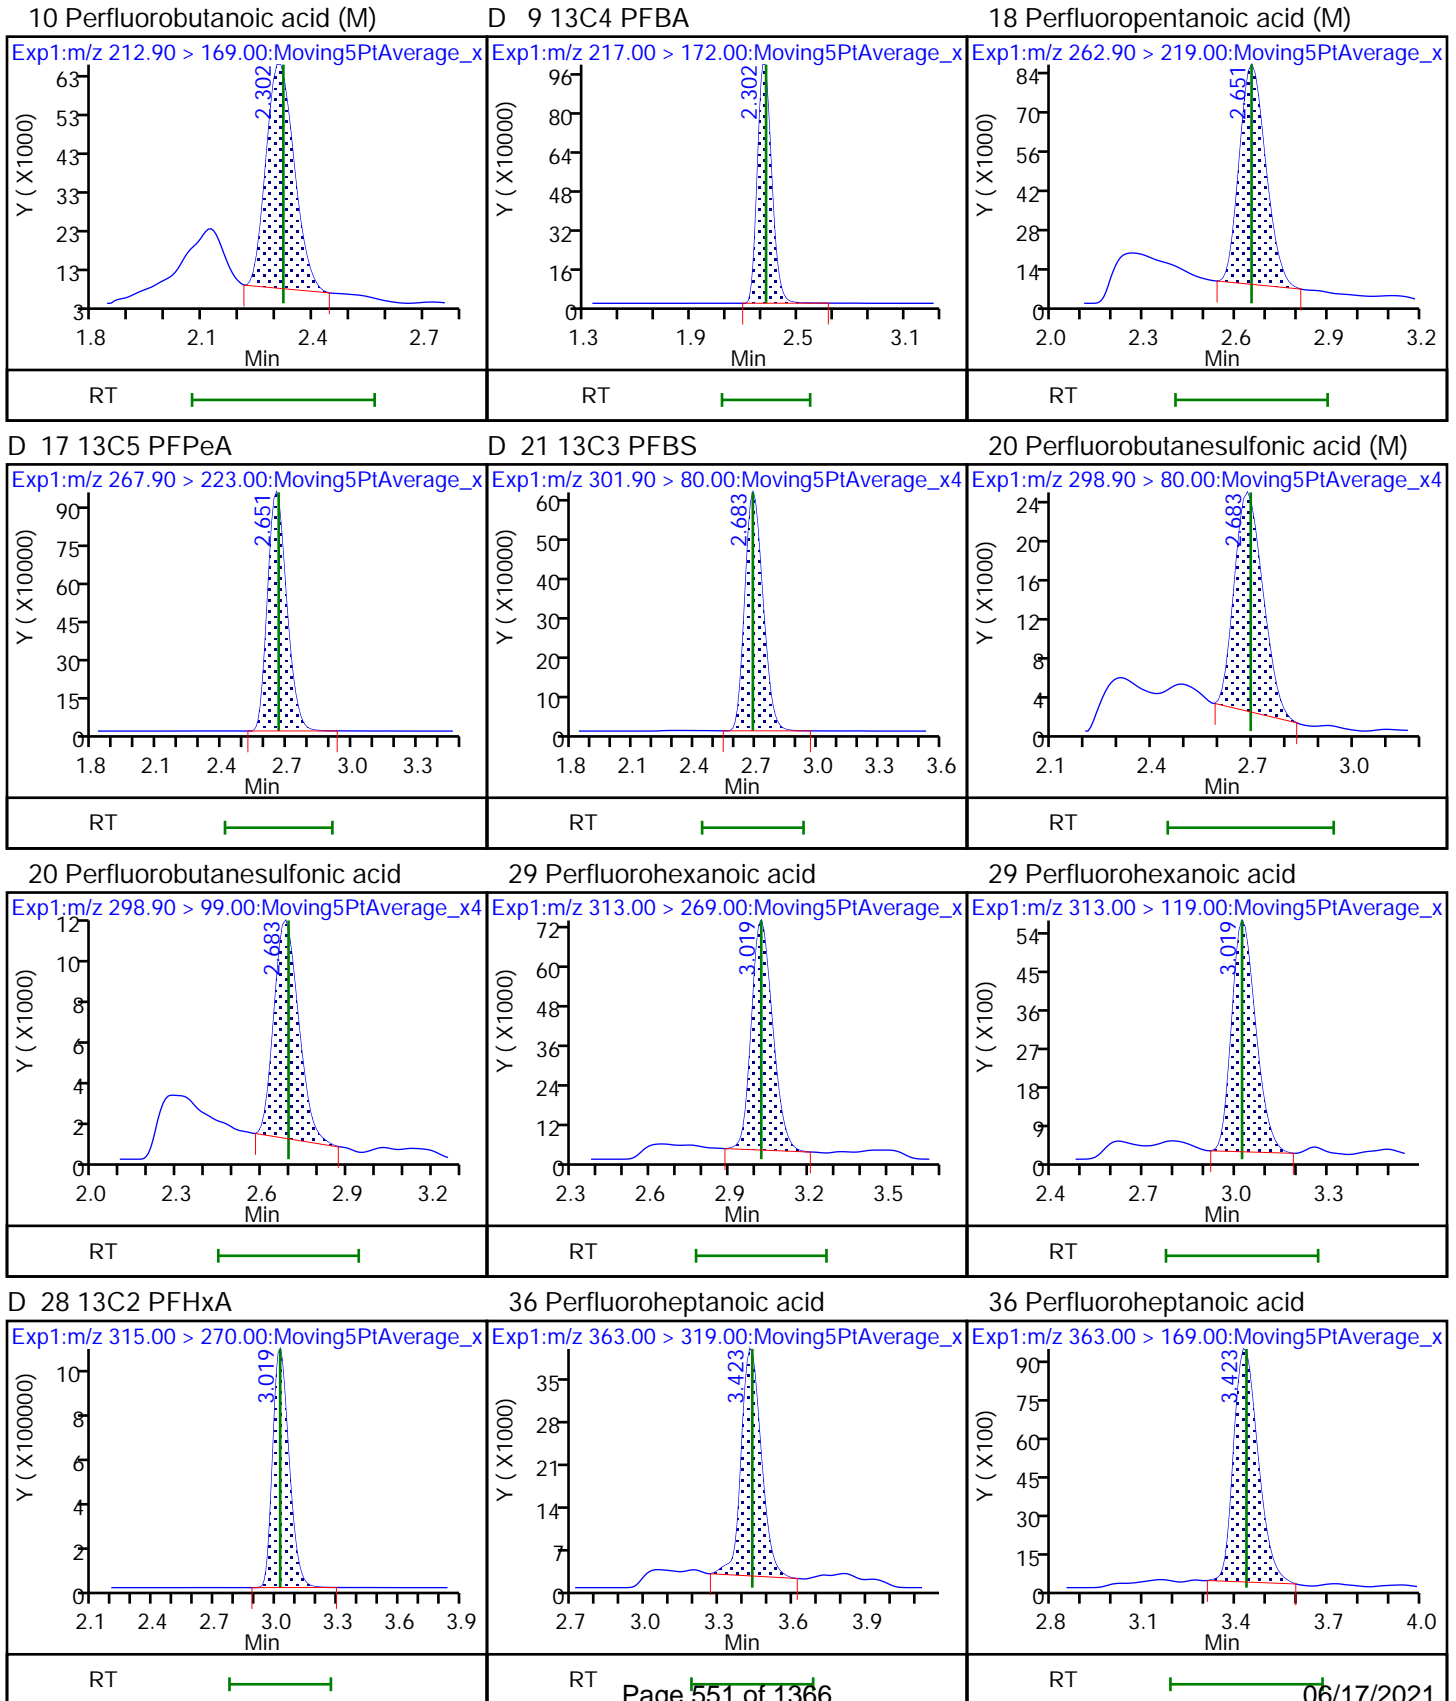 10 Perfluorobutanoic acid (M)
D 9 13C4 PFBA
18 Perfluoropentanoic acid (M)
Exp1:m/z 212.90 > 169.00:Moving5PtAverage_x
Exp1:m/z 217.00 > 172.00:Moving5PtAverage_x
Exp1:m/z 262.90 > 219.00:Moving5PtAverage_x
2.302
63
53
43
33
23
13
3
Y ( X1000)
1.8 2.1 2.4 2.7
Min
RT
2.302
96
80
64
48
32
16
0
Y ( X10000)
1.3 1.9 2.5 3.1
Min
RT
2.651
84
70
56
42
28
14
0
Y ( X1000)
2.0 2.3 2.6 2.9 3.2
Min
RT
D 17 13C5 PFPeA
D 21 13C3 PFBS
20 Perfluorobutanesulfonic acid (M)
Exp1:m/z 267.90 > 223.00:Moving5PtAverage_x
Exp1:m/z 301.90 > 80.00:Moving5PtAverage_x4
Exp1:m/z 298.90 > 80.00:Moving5PtAverage_x4
2.651
90
75
60
45
30
15
0
Y ( X10000)
1.8 2.1 2.4 2.7 3.0 3.3
Min
RT
2.683
60
50
40
30
20
10
0
Y ( X10000)
1.8 2.1 2.4 2.7 3.0 3.3 3.6
Min
RT
2.683
24
20
16
12
8
4
0
Y ( X1000)
2.1 2.4 2.7 3.0
Min
RT
20 Perfluorobutanesulfonic acid
29 Perfluorohexanoic acid
29 Perfluorohexanoic acid
Exp1:m/z 298.90 > 99.00:Moving5PtAverage_x4
Exp1:m/z 313.00 > 269.00:Moving5PtAverage_x
Exp1:m/z 313.00 > 119.00:Moving5PtAverage_x
2.683
12
10
8
6
4
2
0
Y ( X1000)
2.0 2.3 2.6 2.9 3.2
Min
RT
3.019
72
60
48
36
24
12
0
Y ( X1000)
2.3 2.6 2.9 3.2 3.5
Min
RT
3.019
54
45
36
27
18
9
0
Y ( X100)
2.4 2.7 3.0 3.3
Min
RT
D 28 13C2 PFHxA
36 Perfluoroheptanoic acid
36 Perfluoroheptanoic acid
Exp1:m/z 315.00 > 270.00:Moving5PtAverage_x
Exp1:m/z 363.00 > 319.00:Moving5PtAverage_x
Exp1:m/z 363.00 > 169.00:Moving5PtAverage_x
3.019
10
8
6
4
2
0
Y ( X100000)
2.1 2.4 2.7 3.0 3.3 3.6 3.9
Min
RT
3.423
35
28
21
14
7
0
Y ( X1000)
2.7 3.0 3.3 3.6 3.9
Min
RT
3.423
90
75
60
45
30
15
0
Y ( X100)
2.8 3.1 3.4 3.7 4.0
Min
RT
Page 551 of 1366
06/17/2021